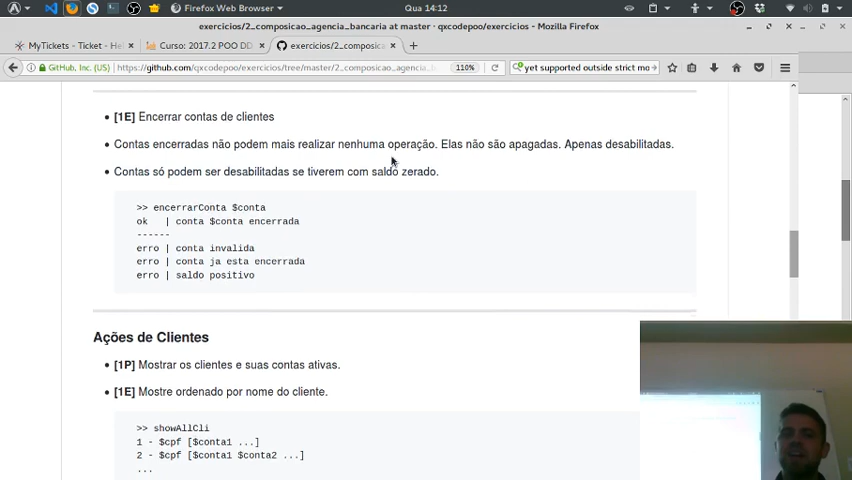 Firefox Web Browser
Qua 14:12
exercicios/2_composicao_agencia_bancaria at master · qxcodepoo/exercicios - Mozilla Firefox
MyTickets - Ticket - He
Curso: 2017.2 POO DD
exercicios/2_composica
GitHub, Inc. (US)
https://github.com/qxcodepoo/exercicios/tree/master/2_composicao_agencia_b
110%
yet supported outside strict mo
[1E] Encerrar contas de clientes
Contas encerradas não podem mais realizar nenhuma operação. Elas não são apagadas. Apenas desabilitadas.
Contas só podem ser desabilitadas se tiverem com saldo zerado.
>> encerrarConta $conta
ok | conta $conta encerrada
------
erro | conta invalida
erro | conta ja esta encerrada
erro | saldo positivo
Ações de Clientes
[1P] Mostrar os clientes e suas contas ativas.
[1E] Mostre ordenado por nome do cliente.
>> showAllCli
1 - $cpf [$conta1 ...]
2 - $cpf [$conta1 $conta2 ...]
...